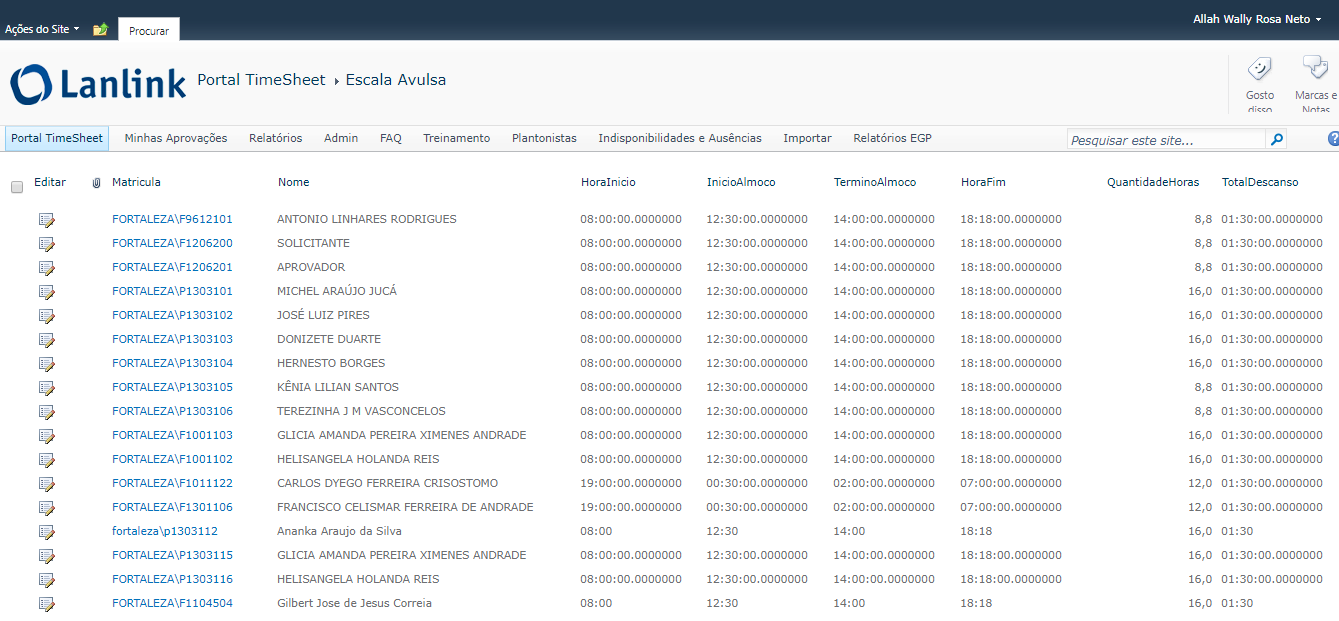 Allah Wally Rosa Neto
Ações do Site
Procurar
Lanlink
Portal TimeSheet Escala Avulsa
Gosto disso
Marcas e Notas
Portal TimeSheet Minhas Aprovações Relatórios Admin FAQ Treinamento Plantonistas Indisponibilidades e Ausências Importar Relatórios EGP Pesquisar este site...
Editar Matricula Nome HoraInicio InicioAlmoco TerminoAlmoco HoraFim QuantidadeHoras TotalDescanso
FORTALEZA\F9612101 ANTONIO LINHARES RODRIGUES 08:00:00.0000000 12:30:00.0000000 14:00:00.0000000 18:18:00.0000000 8,8 01:30:00.0000000
FORTALEZA\F1206200 SOLICITANTE 08:00:00.0000000 12:30:00.0000000 14:00:00.0000000 18:18:00.0000000 8,8 01:30:00.0000000
FORTALEZA\F1206201 APROVADOR 08:00:00.0000000 12:30:00.0000000 14:00:00.0000000 18:18:00.0000000 8,8 01:30:00.0000000
FORTALEZA\P1303101 MICHEL ARAÚJO JUCÁ 08:00:00.0000000 12:30:00.0000000 14:00:00.0000000 18:18:00.0000000 16,0 01:30:00.0000000
FORTALEZA\P1303102 JOSÉ LUIZ PIRES 08:00:00.0000000 12:30:00.0000000 14:00:00.0000000 18:18:00.0000000 16,0 01:30:00.0000000
FORTALEZA\P1303103 DONIZETE DUARTE 08:00:00.0000000 12:30:00.0000000 14:00:00.0000000 18:18:00.0000000 16,0 01:30:00.0000000
FORTALEZA\P1303104 HERNESTO BORGES 08:00:00.0000000 12:30:00.0000000 14:00:00.0000000 18:18:00.0000000 16,0 01:30:00.0000000
FORTALEZA\P1303105 KÊNIA LILIAN SANTOS 08:00:00.0000000 12:30:00.0000000 14:00:00.0000000 18:18:00.0000000 8,8 01:30:00.0000000
FORTALEZA\P1303106 TEREZINHA J M VASCONCELOS 08:00:00.0000000 12:30:00.0000000 14:00:00.0000000 18:18:00.0000000 8,8 01:30:00.0000000
FORTALEZA\F1001103 GLICIA AMANDA PEREIRA XIMENES ANDRADE 08:00:00.0000000 12:30:00.0000000 14:00:00.0000000 18:18:00.0000000 16,0 01:30:00.0000000
FORTALEZA\F1001102 HELISANGELA HOLANDA REIS 08:00:00.0000000 12:30:00.0000000 14:00:00.0000000 18:18:00.0000000 16,0 01:30:00.0000000
FORTALEZA\F1011122 CARLOS DYEGO FERREIRA CRISOSTOMO 19:00:00.0000000 00:30:00.0000000 02:00:00.0000000 07:00:00.0000000 12,0 01:30:00.0000000
FORTALEZA\F1301106 FRANCISCO CELISMAR FERREIRA DE ANDRADE 19:00:00.0000000 00:30:00.0000000 02:00:00.0000000 07:00:00.0000000 12,0 01:30:00.0000000
fortaleza\p1303112 Ananka Araujo da Silva 08:00 12:30 14:00 18:18 16,0 01:30
FORTALEZA\P1303115 GLICIA AMANDA PEREIRA XIMENES ANDRADE 08:00:00.0000000 12:30:00.0000000 14:00:00.0000000 18:18:00.0000000 16,0 01:30:00.0000000
FORTALEZA\P1303116 HELISANGELA HOLANDA REIS 08:00:00.0000000 12:30:00.0000000 14:00:00.0000000 18:18:00.0000000 16,0 01:30:00.0000000
FORTALEZA\F1104504 Gilbert Jose de Jesus Correia 08:00 12:30 14:00 18:18 16,0 01:30